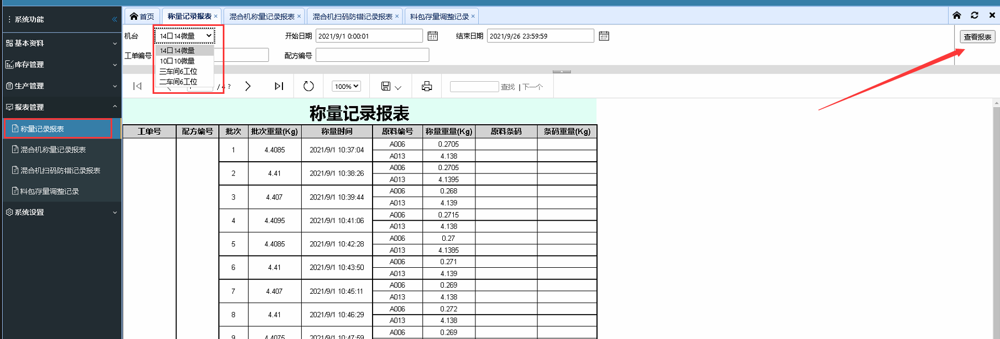 系统功能
基本资料
库存管理
生产管理
报表管理
称量记录报表
混合机称量记录报表
混合机扫码防错记录报表
料包存量调整记录
系统设置
首页 称量记录报表 × 混合机称量记录报表 × 混合机扫码防错记录报表 × 料包存量调整记录 ×
机台 14口14微量 开始日期 2021/9/1 0:00:01 结束日期 2021/9/26 23:59:59 查看报表
工单编号 配方编号
14口14微量
10口10微量
三车间6工位
二车间6工位
/ 4 ? 100% 查找 | 下一个
称量记录报表
工单号 配方编号 批次 批次重量(Kg) 称量时间 原料编号 称量重量(Kg) 原料条码 条码重量(Kg)
1 4.4085 2021/9/1 10:37:04 A006 0.2705
A013 4.138
2 4.41 2021/9/1 10:38:26 A006 0.2705
A013 4.1395
3 4.407 2021/9/1 10:39:44 A006 0.268
A013 4.139
4 4.4095 2021/9/1 10:41:06 A006 0.2715
A013 4.138
5 4.4085 2021/9/1 10:42:28 A006 0.27
A013 4.1385
6 4.41 2021/9/1 10:43:50 A006 0.271
A013 4.139
7 4.407 2021/9/1 10:45:11 A006 0.269
A013 4.138
8 4.41 2021/9/1 10:46:29 A006 0.272
A013 4.138
9 4.4075 2021/9/1 10:47:59 A006 0.269